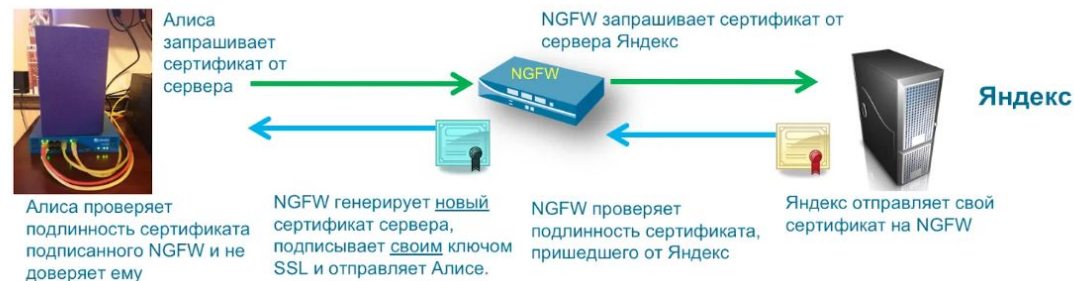 Алиса
запрашивает
сертификат от
сервера
NGFW запрашивает сертификат от
сервера Яндекс
NGFW
Яндекс
Алиса проверяет
подлинность сертификата
подписанного NGFW и не
доверяет ему
NGFW генерирует новый
сертификат сервера,
подписывает своим ключом
SSL и отправляет Алисе.
NGFW проверяет
подлинность сертификата,
пришедшего от Яндекс
Яндекс отправляет свой
сертификат на NGFW